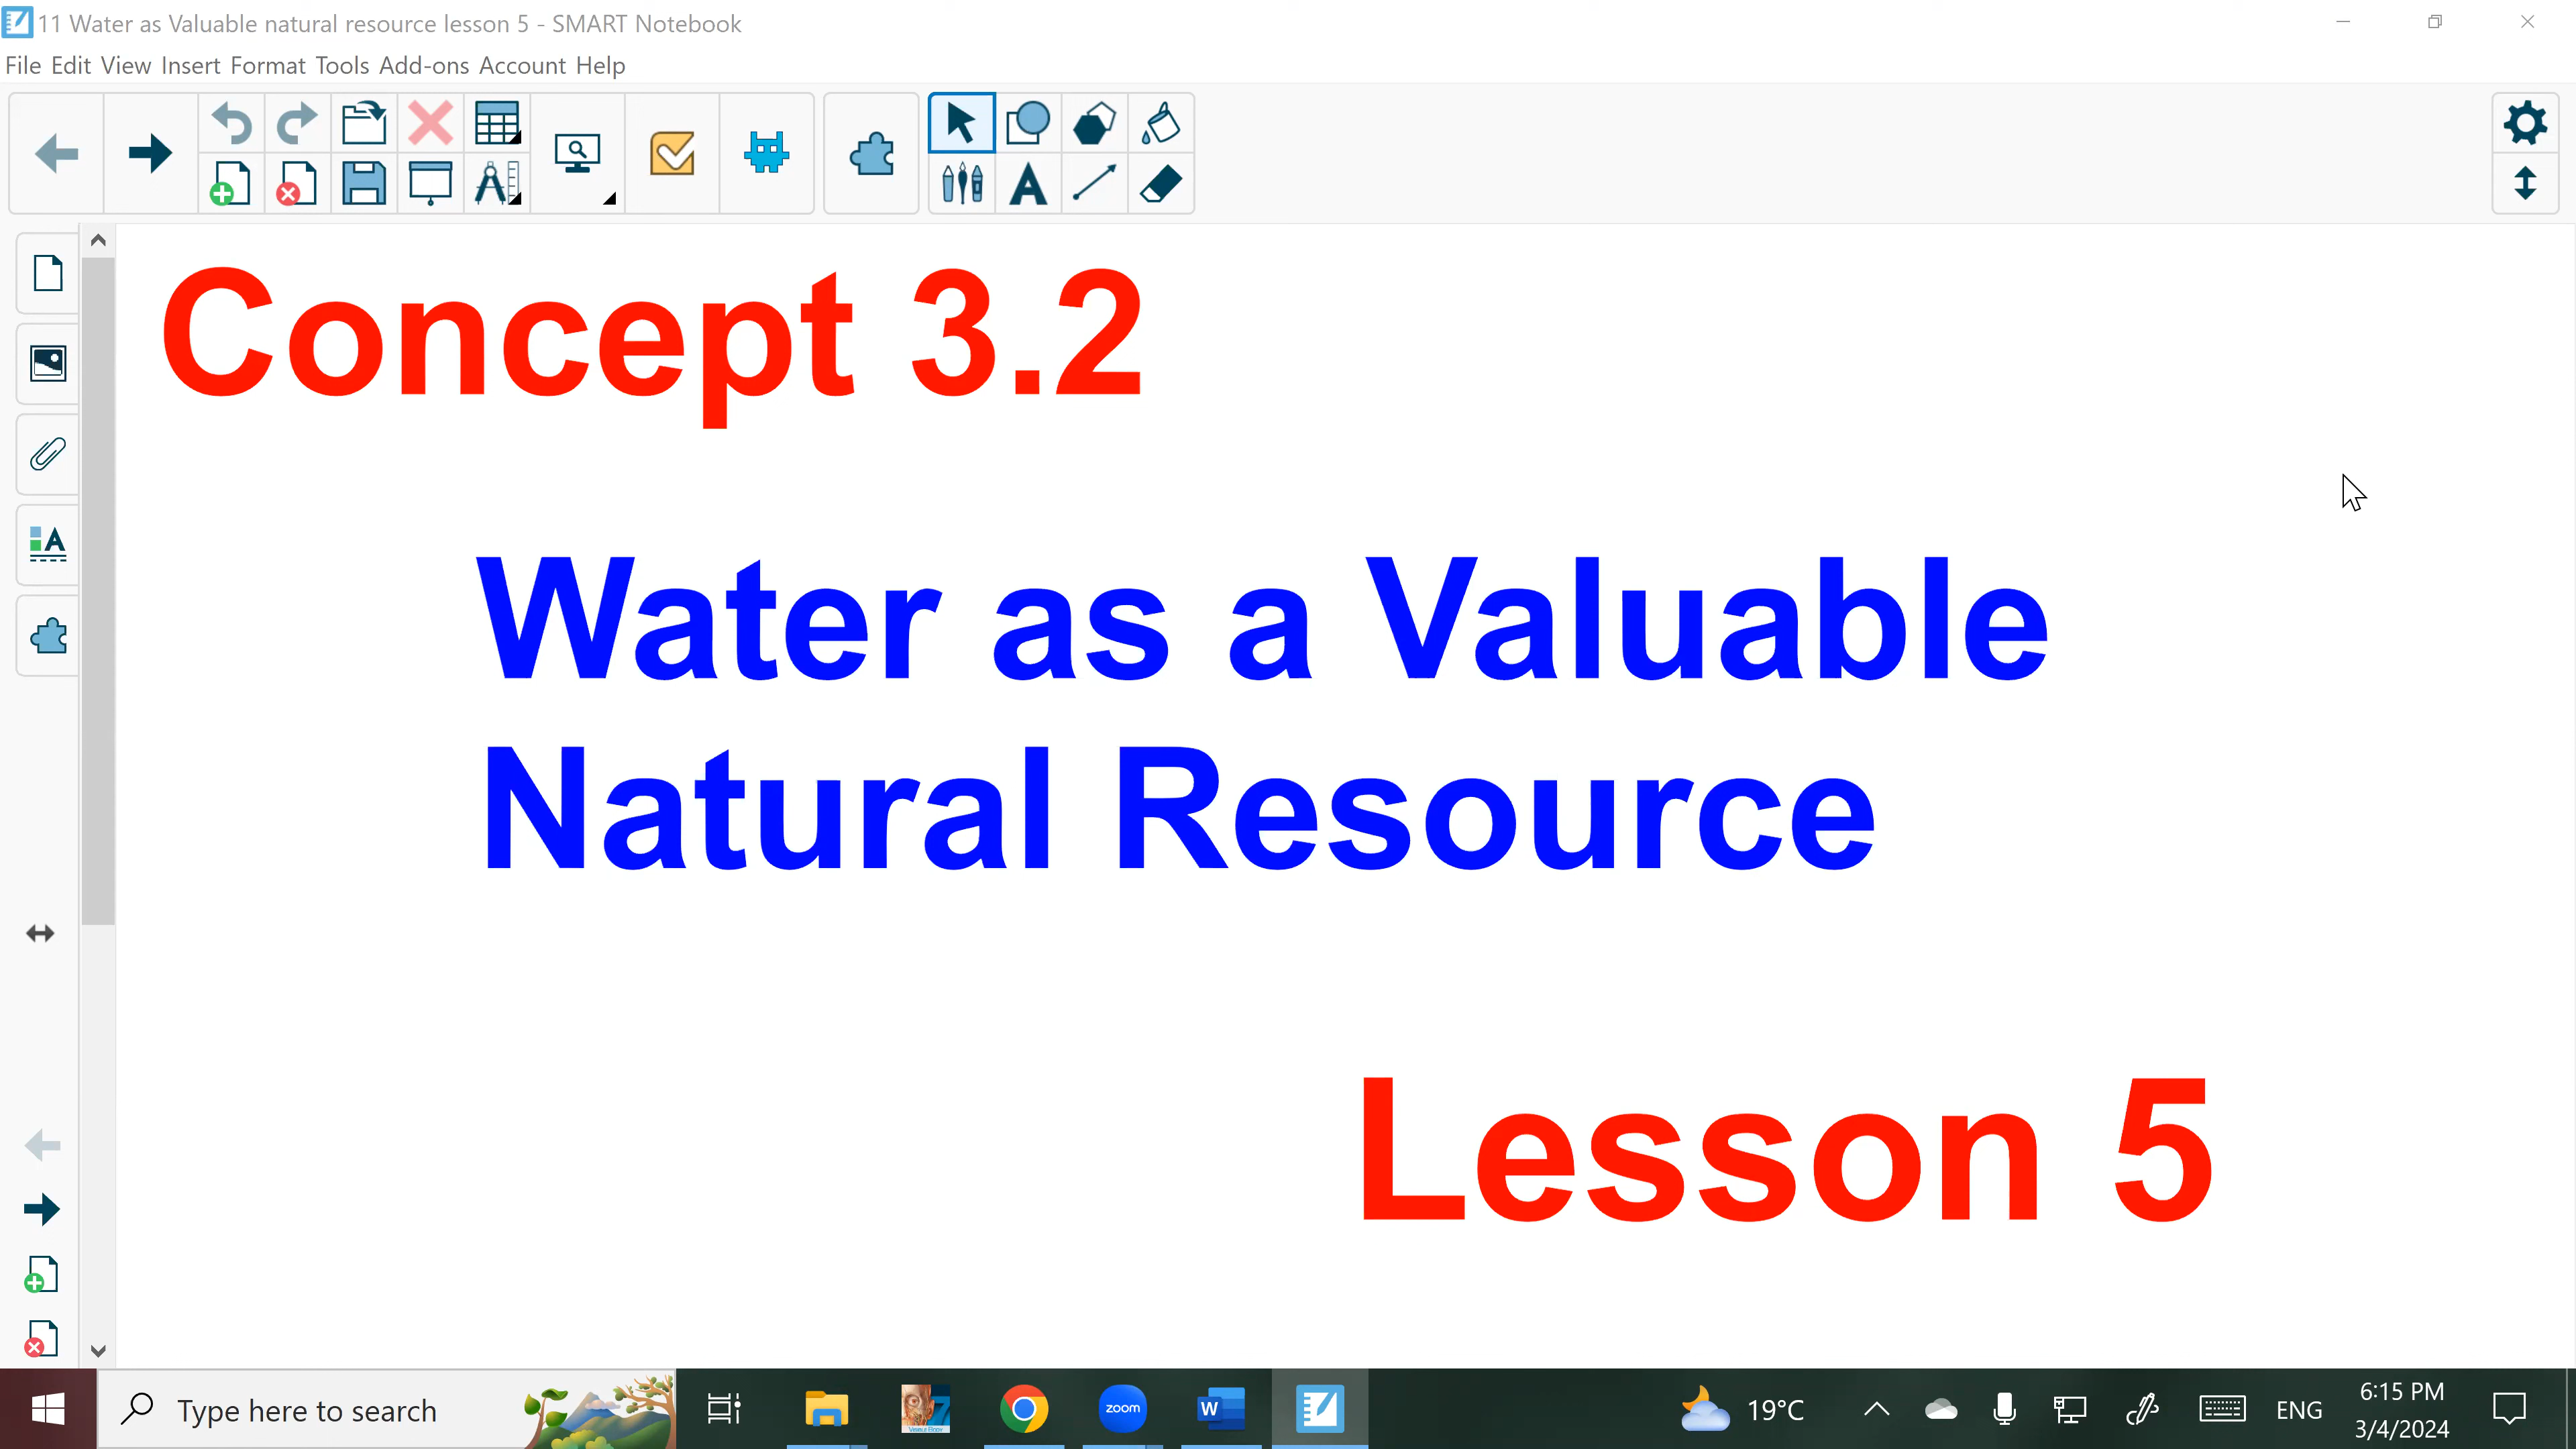 11 Water as Valuable natural resource lesson 5 - SMART Notebook
File Edit View Insert Format Tools Add-ons Account Help
Concept 3.2
Water as a Valuable
Natural Resource
Lesson 5
Type here to search
zoom
W
19°C
ENG
6:15 PM
3/4/2024